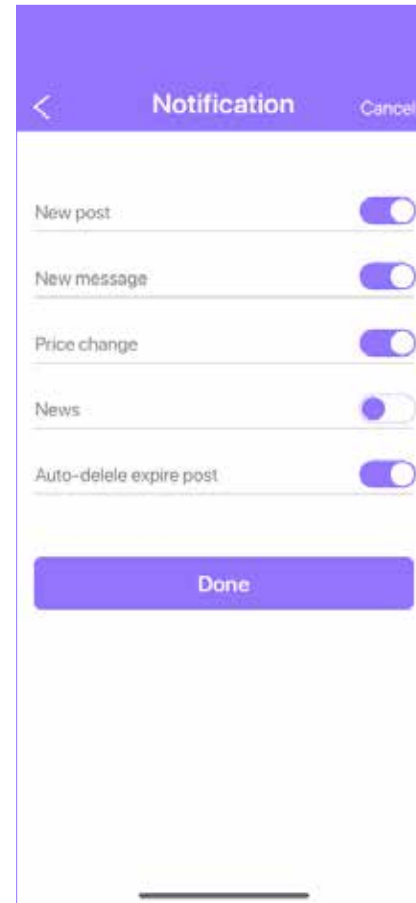 Notification
Cancel
New post
New message
Price change
News
Auto-delele expire post
Done